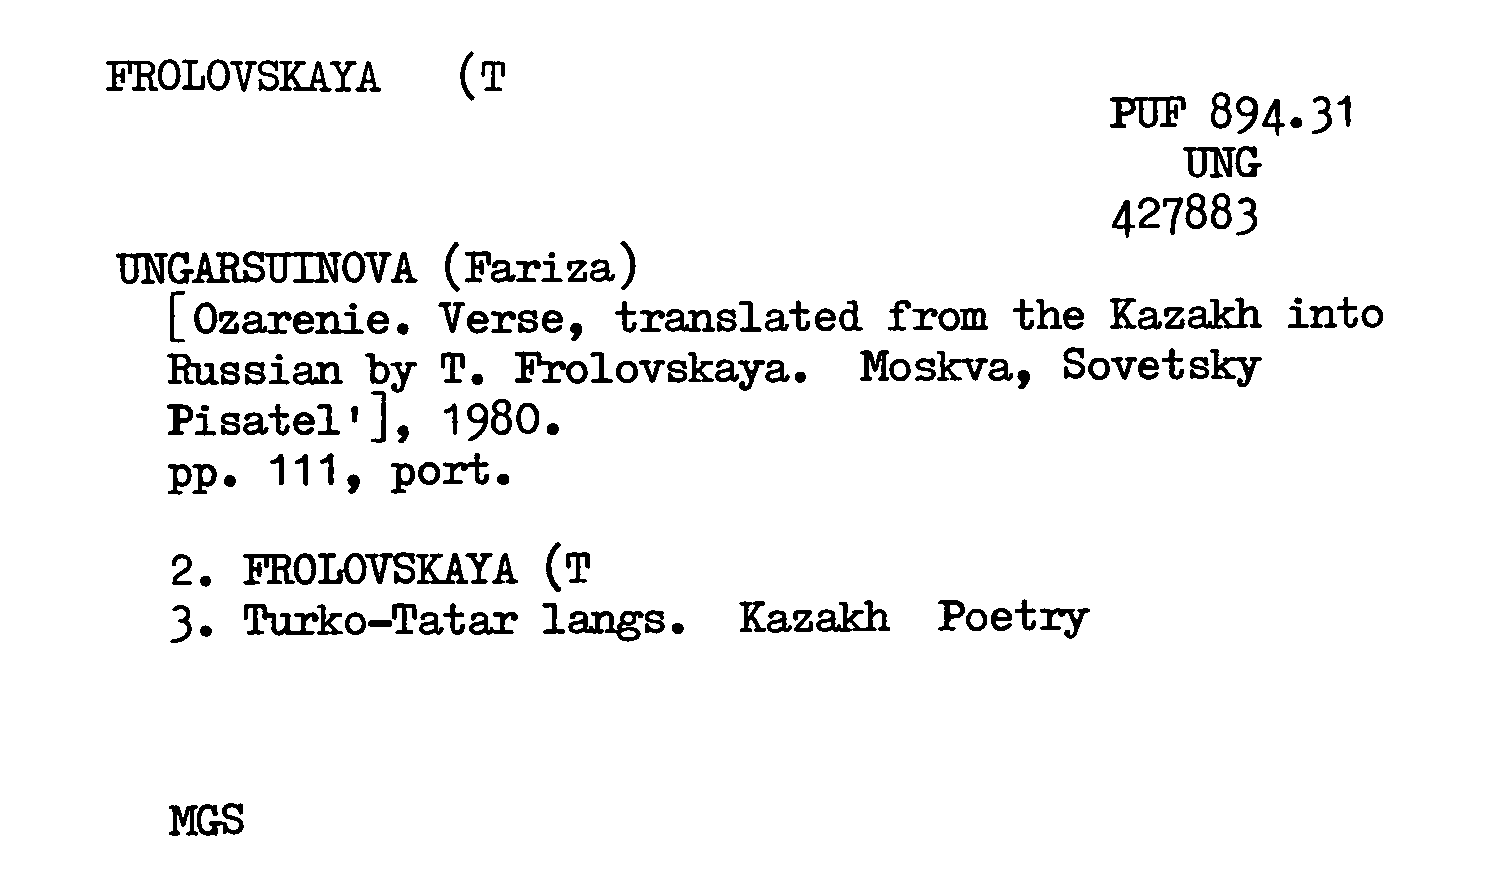 FROLOVSKAYA (T
PUF 894.31
UNG
427883
UNGARSUINOVA (Fariza)
[Ozarenie. Verse, translated from the Kazakh into
Russian by T. Frolovskaya. Moskva, Sovetsky
Pisatel'], 1980.
pp. 111, port.
2. FROLOVSKAYA (T
3. Turko-Tatar langs. Kazakh Poetry
MGS